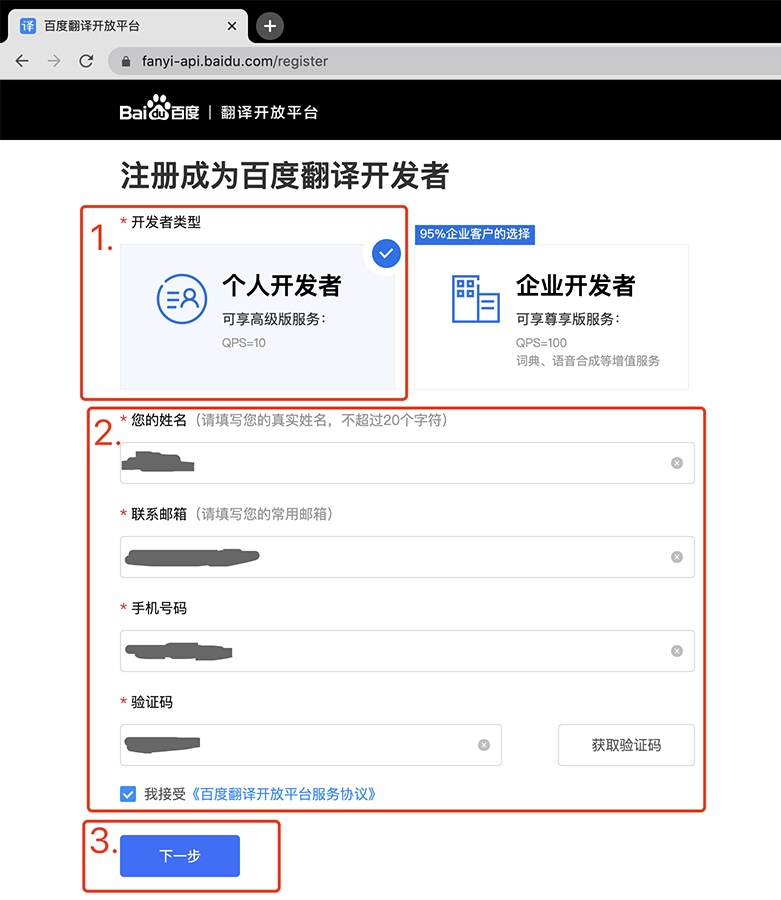 百度翻译开放平台
fanyi-api.baidu.com/register
Bai du 百度 | 翻译开放平台
注册成为百度翻译开发者
1.
* 开发者类型
个人开发者
可享高级版服务：
QPS=10
95%企业客户的选择
企业开发者
可享尊享版服务：
QPS=100
词典、语音合成等增值服务
2.
* 您的姓名（请填写您的真实姓名，不超过20个字符）
* 联系邮箱（请填写您的常用邮箱）
* 手机号码
* 验证码
获取验证码
我接受《百度翻译开放平台服务协议》
3.
下一步